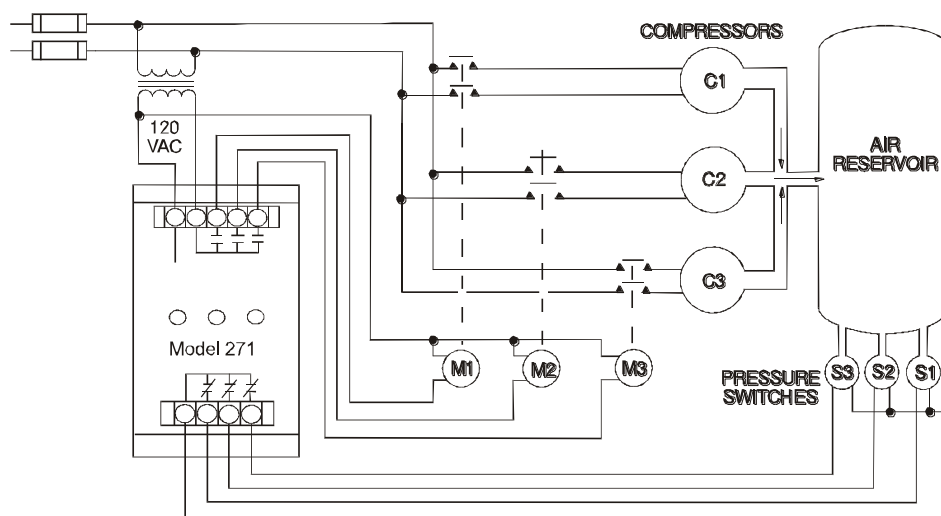 COMPRESSORS
C1
120
VAC
AIR
RESERVOIR
C2
C3
Model 271
M1
M2
M3
PRESSURE
SWITCHES
S3
S2
S1